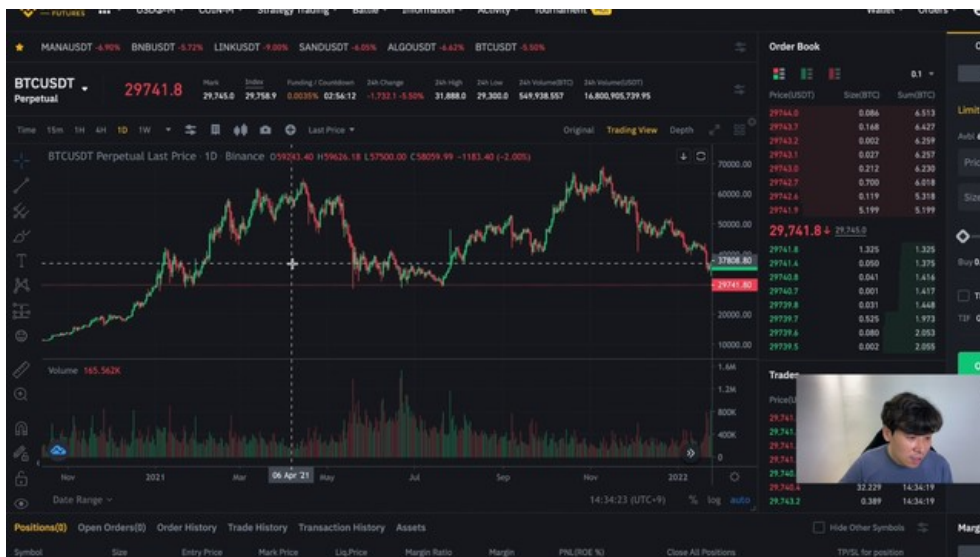 FUTURES
Strategy Trading
Information
Activity
Tournament
Wallet
Orders
MANAUSDT -6.90% BNBUSDT -5.72% LINKUSDT -9.00% SANDUSDT -6.05% ALGOUSDT -6.62% BTCUSDT -5.50%
BTCUSDT
Perpetual
29741.8
Mark Index Funding / Countdown 24h Change 24h High 24h Low 24h Volume(BTC) 24h Volume(USDT)
29,745.0 29,758.9 0.0035% 02:56:12 -1,732.1 -5.50% 31,888.0 29,300.0 549,938.557 16,800,905,739.95
Time 15m 1H 4H 1D 1W Last Price Original Trading View Depth
BTCUSDT Perpetual Last Price · 1D · Binance O59243.40 H59626.18 L57500.00 C58059.99 -1183.40 (-2.00%)
70000.00
60000.00
50000.00
37808.80
29741.80
20000.00
10000.00
Volume 165.562K
1.6M
1.2M
800K
400K
0
Nov 2021 Mar 06 Apr '21 May Jul Sep Nov 2022
Date Range 14:34:23 (UTC+9) % log auto
Order Book
0.1
Price(USDT) Size(BTC) Sum(BTC)
29744.0 0.086 6.513
29743.7 0.168 6.427
29743.2 0.002 6.259
29743.1 0.027 6.257
29743.0 0.212 6.230
29742.7 0.700 6.018
29742.6 0.119 5.318
29741.9 5.199 5.199
29,741.8↓ 29,745.0
29741.8 1.325 1.325
29741.4 0.050 1.375
29740.8 0.041 1.416
29740.7 0.001 1.417
29739.8 0.031 1.448
29739.7 0.525 1.973
29739.6 0.080 2.053
29739.5 0.002 2.055
Trades
29,740.4 32.229 14:34:19
29,743.2 0.389 14:34:19
Limit
Avbl
Buy
TIF
Positions(0) Open Orders(0) Order History Trade History Transaction History Assets
Hide Other Symbols
Symbol Size Entry Price Mark Price Liq.Price Margin Ratio Margin PNL(ROE %) Close All Positions TP/SL for position